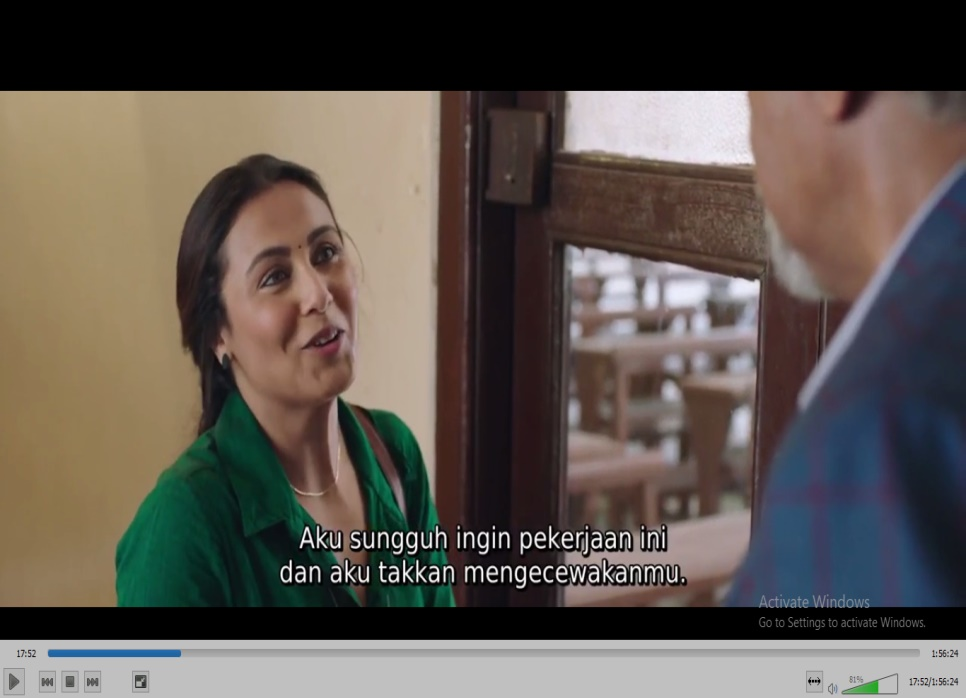 Aku sungguh ingin pekerjaan ini
dan aku takkan mengecewakanmu.
Activate Windows
Go to Settings to activate Windows.
17:52
1:56:24
81%
17:52/1:56:24